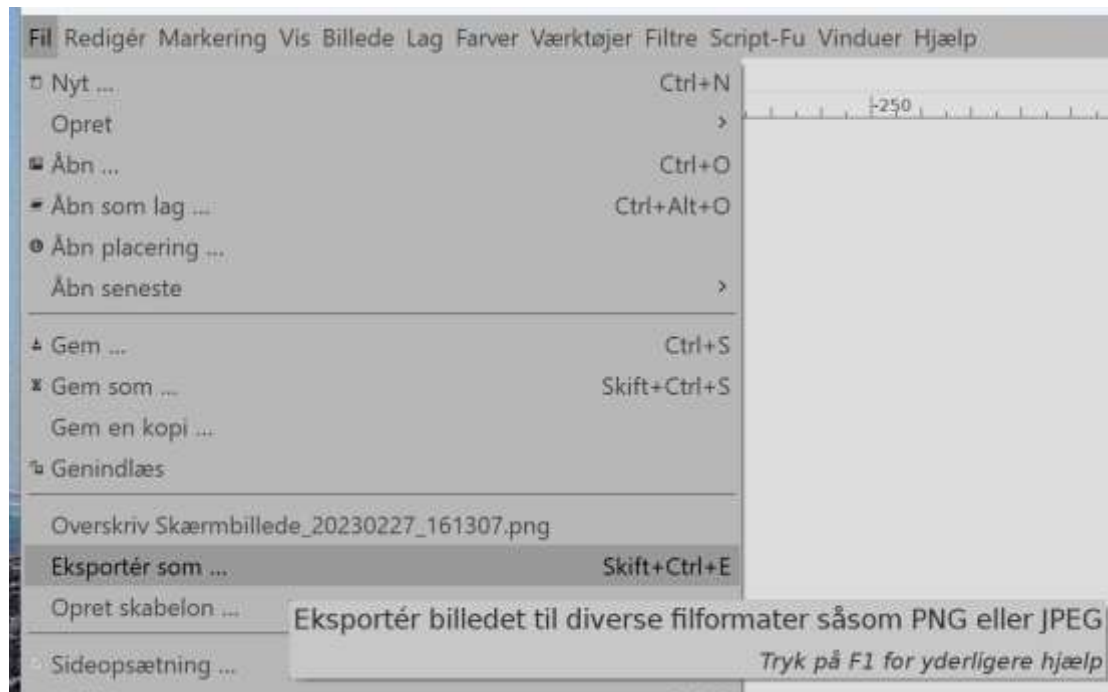 Fil Redigér Markering Vis Billede Lag Farver Værktøjer Filtre Script-Fu Vinduer Hjælp
Nyt ... Ctrl+N
-250
Opret
Åbn ... Ctrl+O
Åbn som lag ... Ctrl+Alt+O
Åbn placering ...
Åbn seneste
Gem ... Ctrl+S
Gem som ... Skift+Ctrl+S
Gem en kopi ...
Genindlæs
Overskriv Skærmbillede_20230227_161307.png
Eksportér som ... Skift+Ctrl+E
Opret skabelon ...
Eksportér billedet til diverse filformater såsom PNG eller JPEG
Tryk på F1 for yderligere hjælp
Sideopsætning ...